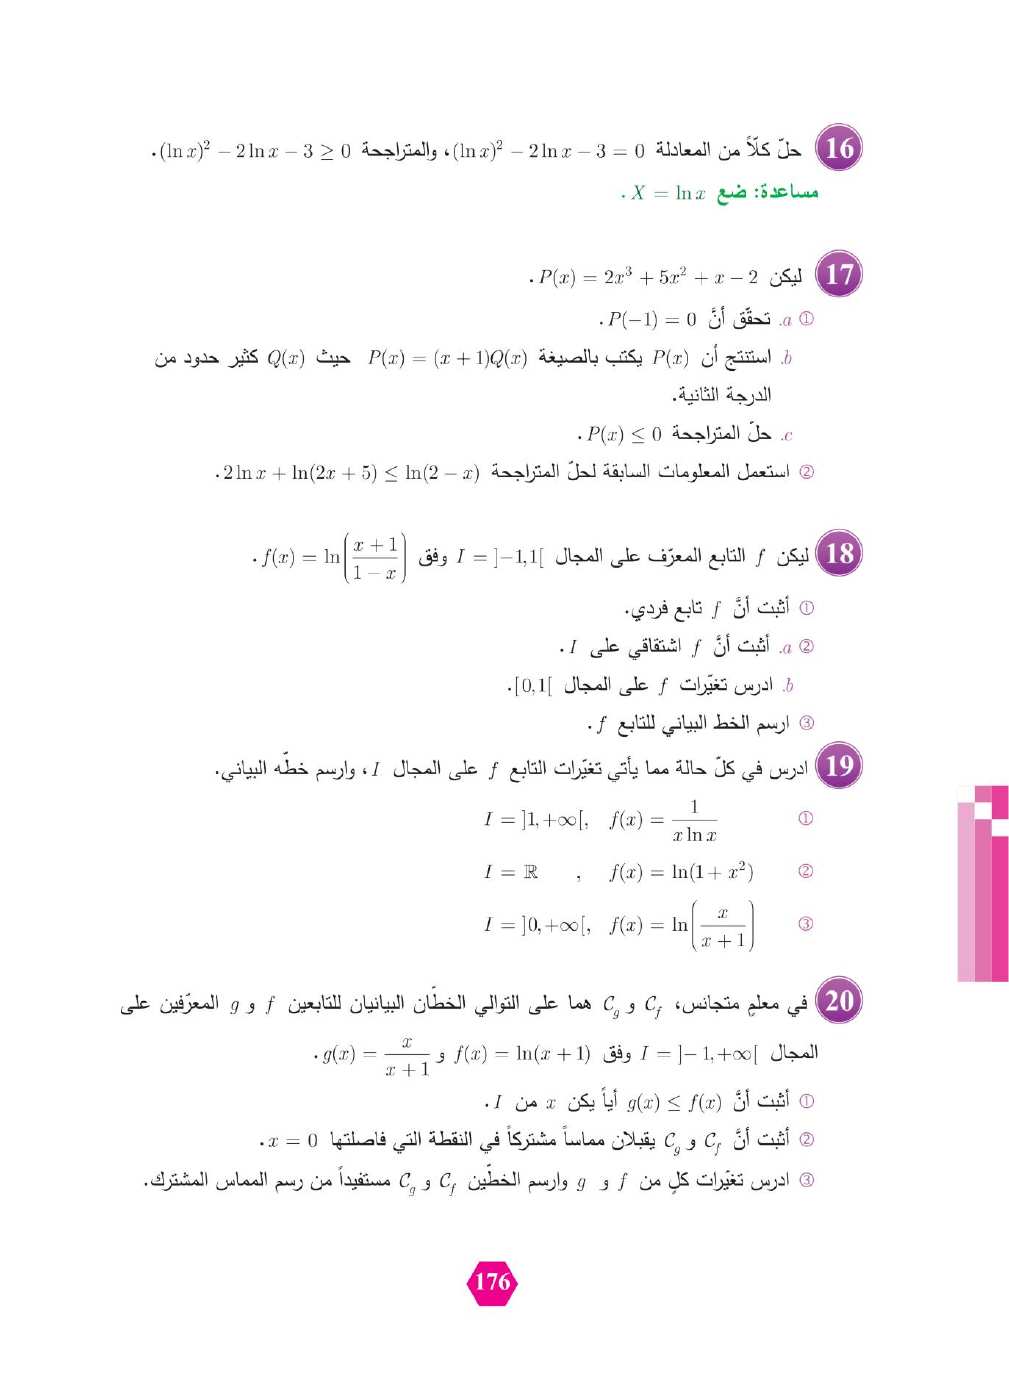 16 حلّ كلّاً من المعادلة (ln x)² − 2 ln x − 3 = 0، والمتراجحة (ln x)² − 2 ln x − 3 ≥ 0.
مساعدة: ضع X = ln x.
17 ليكن P(x) = 2x³ + 5x² + x − 2.
① a. تحقّق أنَّ P(−1) = 0.
b. استنتج أن P(x) يكتب بالصيغة P(x) = (x + 1)Q(x) حيث Q(x) كثير حدود من
الدرجة الثانية.
c. حلّ المتراجحة P(x) ≤ 0.
② استعمل المعلومات السابقة لحلّ المتراجحة 2 ln x + ln(2x + 5) ≤ ln(2 − x).
18 ليكن f التابع المعرّف على المجال I = ]−1,1[ وفق f(x) = ln((x + 1)/(1 − x)).
① أثبت أنَّ f تابع فردي.
② a. أثبت أنَّ f اشتقاقي على I.
b. ادرس تغيّرات f على المجال [0,1[.
③ ارسم الخط البياني للتابع f.
19 ادرس في كلّ حالة مما يأتي تغيّرات التابع f على المجال I، وارسم خطّه البياني.
① f(x) = 1/(x ln x) ,I = ]1,+∞[
② f(x) = ln(1 + x²) , I = ℝ
③ f(x) = ln(x/(x + 1)) ,I = ]0,+∞[
20 في معلمٍ متجانس، C_f و C_g هما على التوالي الخطّان البيانيان للتابعين f و g المعرّفين على
المجال I = ]−1,+∞[ وفق f(x) = ln(x + 1) و g(x) = x/(x + 1).
① أثبت أنَّ g(x) ≤ f(x) أياً يكن x من I.
② أثبت أنَّ C_f و C_g يقبلان مماساً مشتركاً في النقطة التي فاصلتها x = 0.
③ ادرس تغيّرات كلٍ من f و g وارسم الخطّين C_f و C_g مستفيداً من رسم المماس المشترك.
176